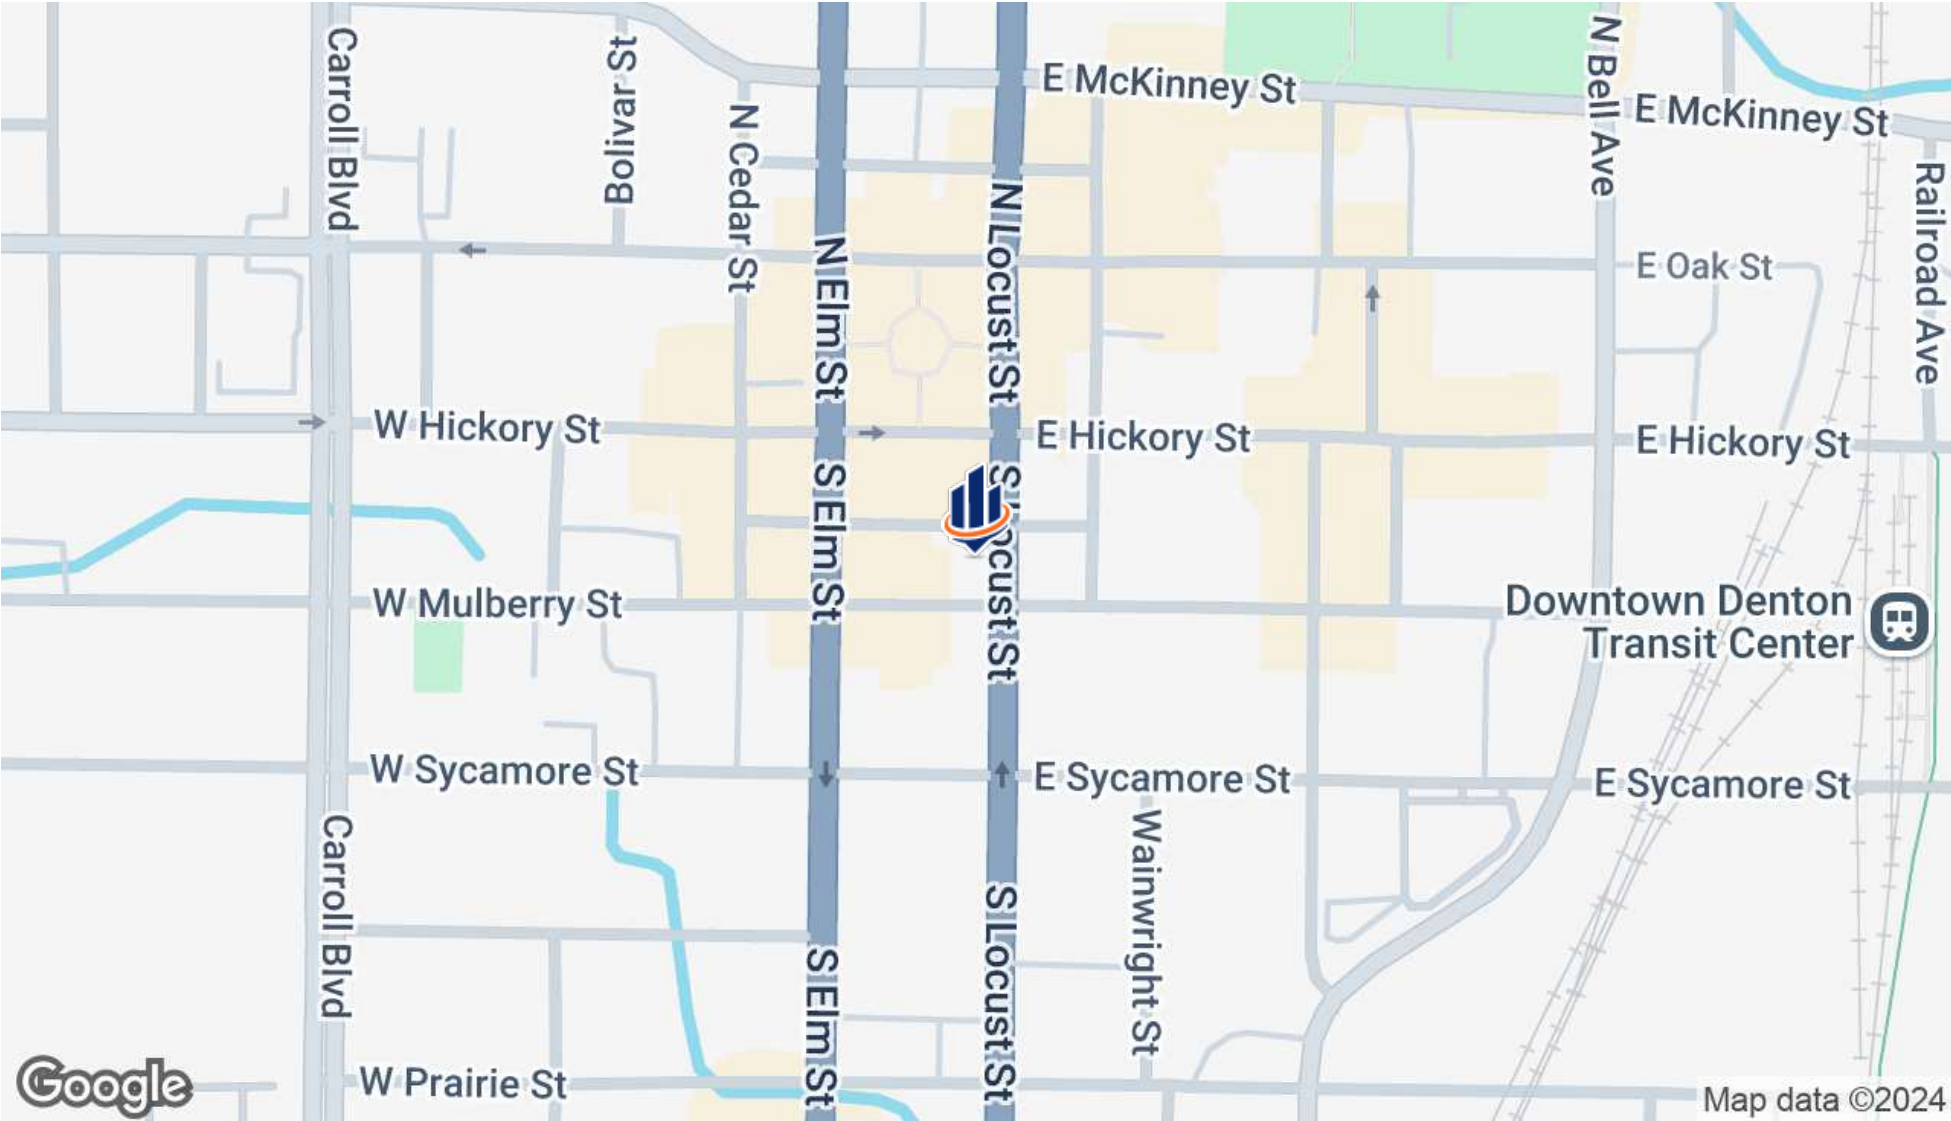 Carroll Blvd
Bolivar St
N Cedar St
E McKinney St
N Bell Ave
E McKinney St
Railroad Ave
N Elm St
N Locust St
E Oak St
W Hickory St
E Hickory St
E Hickory St
S Elm St
S Locust St
W Mulberry St
Downtown Denton
Transit Center
W Sycamore St
E Sycamore St
E Sycamore St
Carroll Blvd
Wainwright St
S Elm St
S Locust St
W Prairie St
Google
Map data ©2024